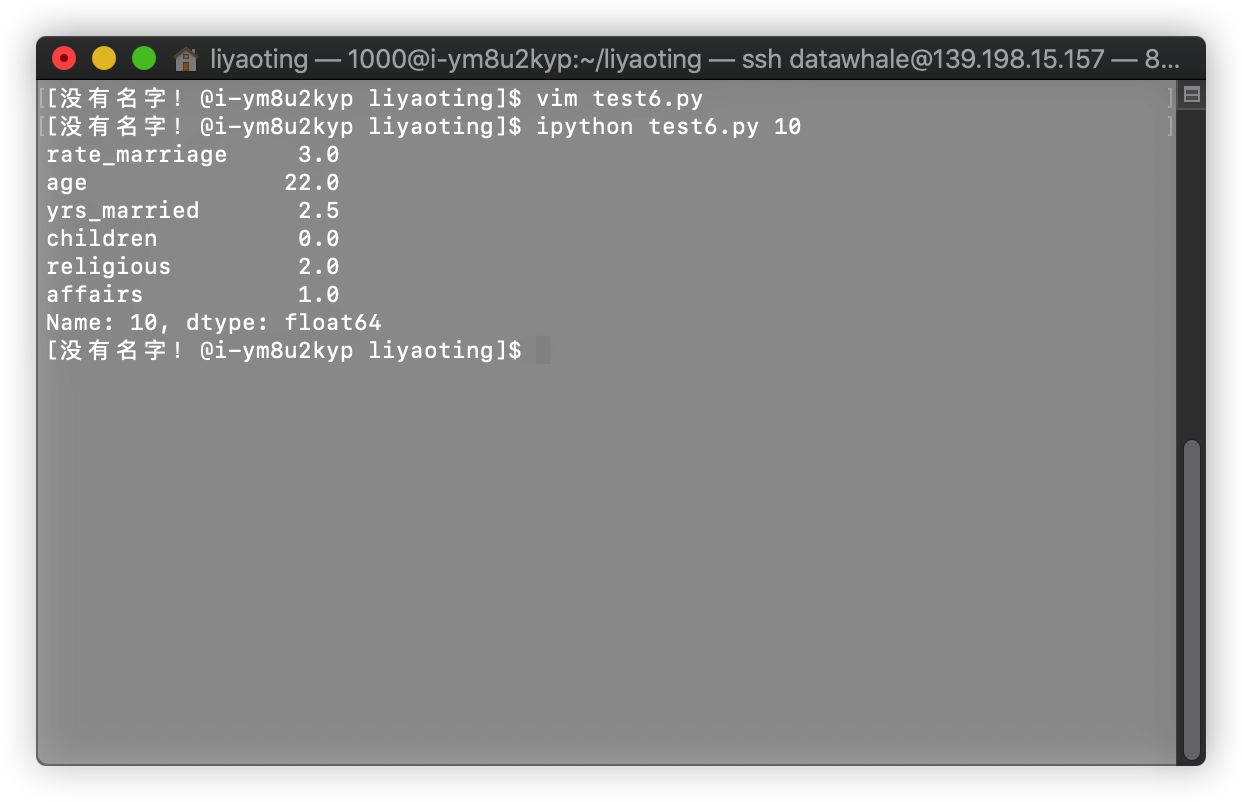 liyaoting — 1000@i-ym8u2kyp:~/liyaoting — ssh datawhale@139.198.15.157 — 8...
[[没有名字! @i-ym8u2kyp liyaoting]$ vim test6.py ]
[[没有名字! @i-ym8u2kyp liyaoting]$ ipython test6.py 10 ]
rate_marriage     3.0
age              22.0
yrs_married       2.5
children          0.0
religious         2.0
affairs           1.0
Name: 10, dtype: float64
[没有名字! @i-ym8u2kyp liyaoting]$